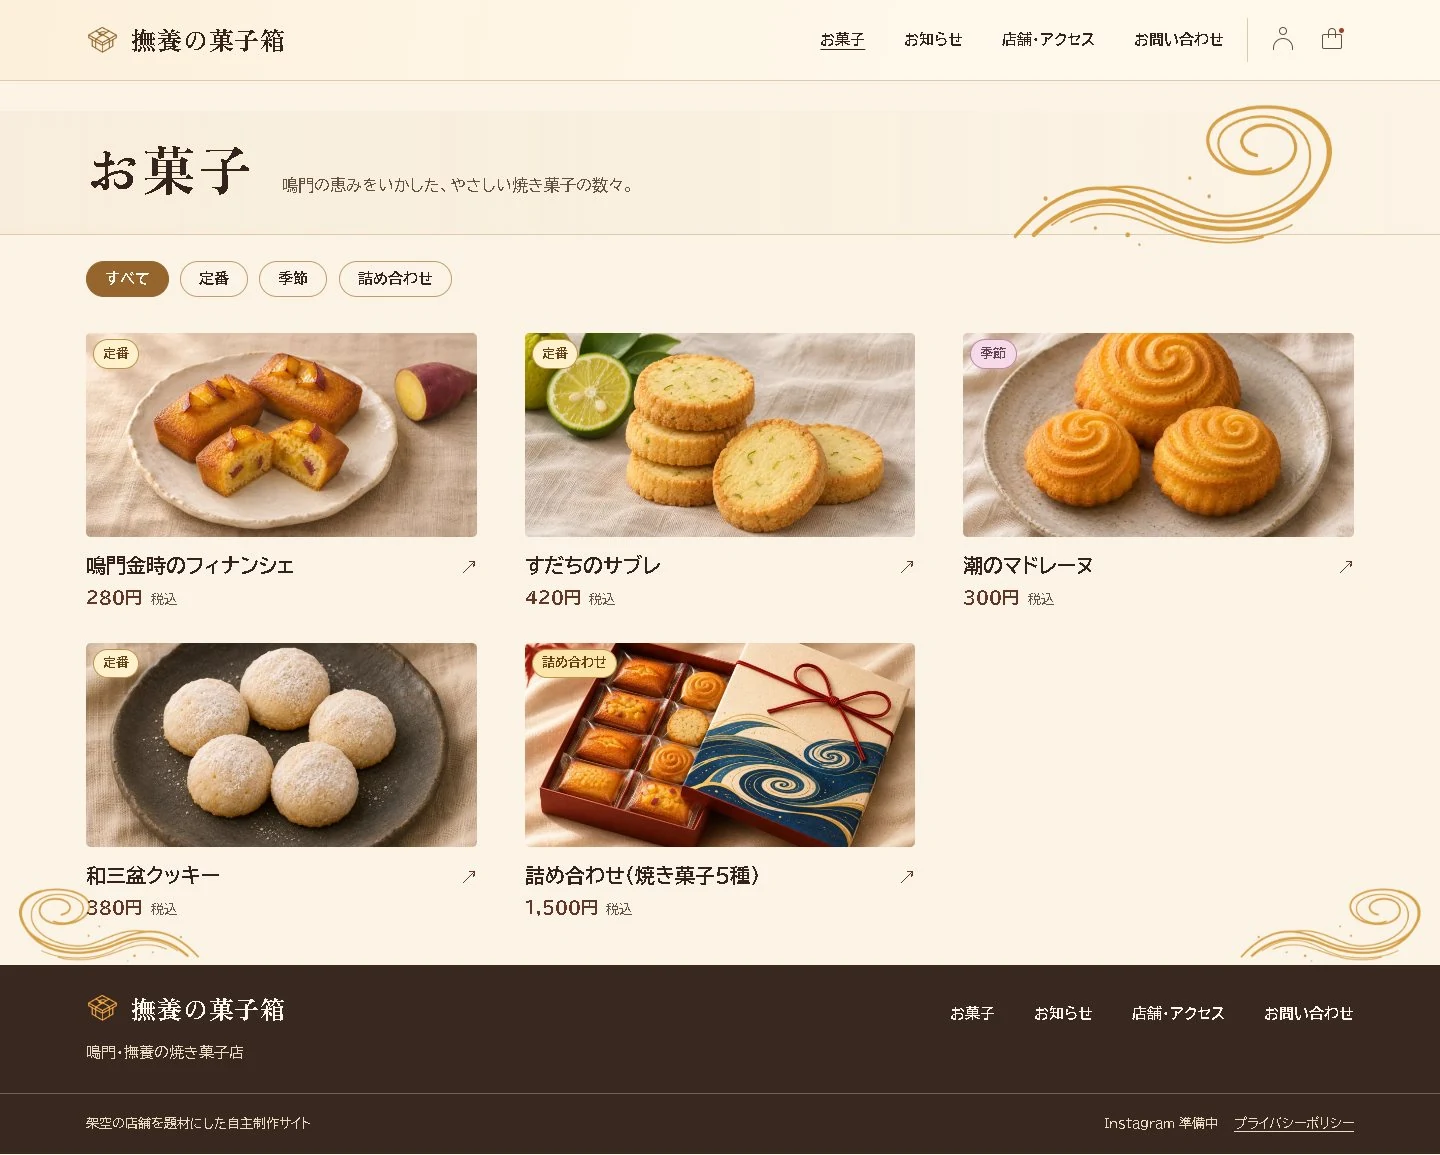 撫養の菓子箱
お菓子 お知らせ 店舗・アクセス お問い合わせ
お菓子
鳴門の恵みをいかした、やさしい焼き菓子の数々。
すべて 定番 季節 詰め合わせ
定番
鳴門金時のフィナンシェ
280円 税込
定番
すだちのサブレ
420円 税込
季節
潮のマドレーヌ
300円 税込
定番
和三盆クッキー
380円 税込
詰め合わせ
詰め合わせ（焼き菓子5種）
1,500円 税込
撫養の菓子箱
鳴門・撫養の焼き菓子店
お菓子 お知らせ 店舗・アクセス お問い合わせ
架空の店舗を題材にした自主制作サイト
Instagram 準備中 プライバシーポリシー